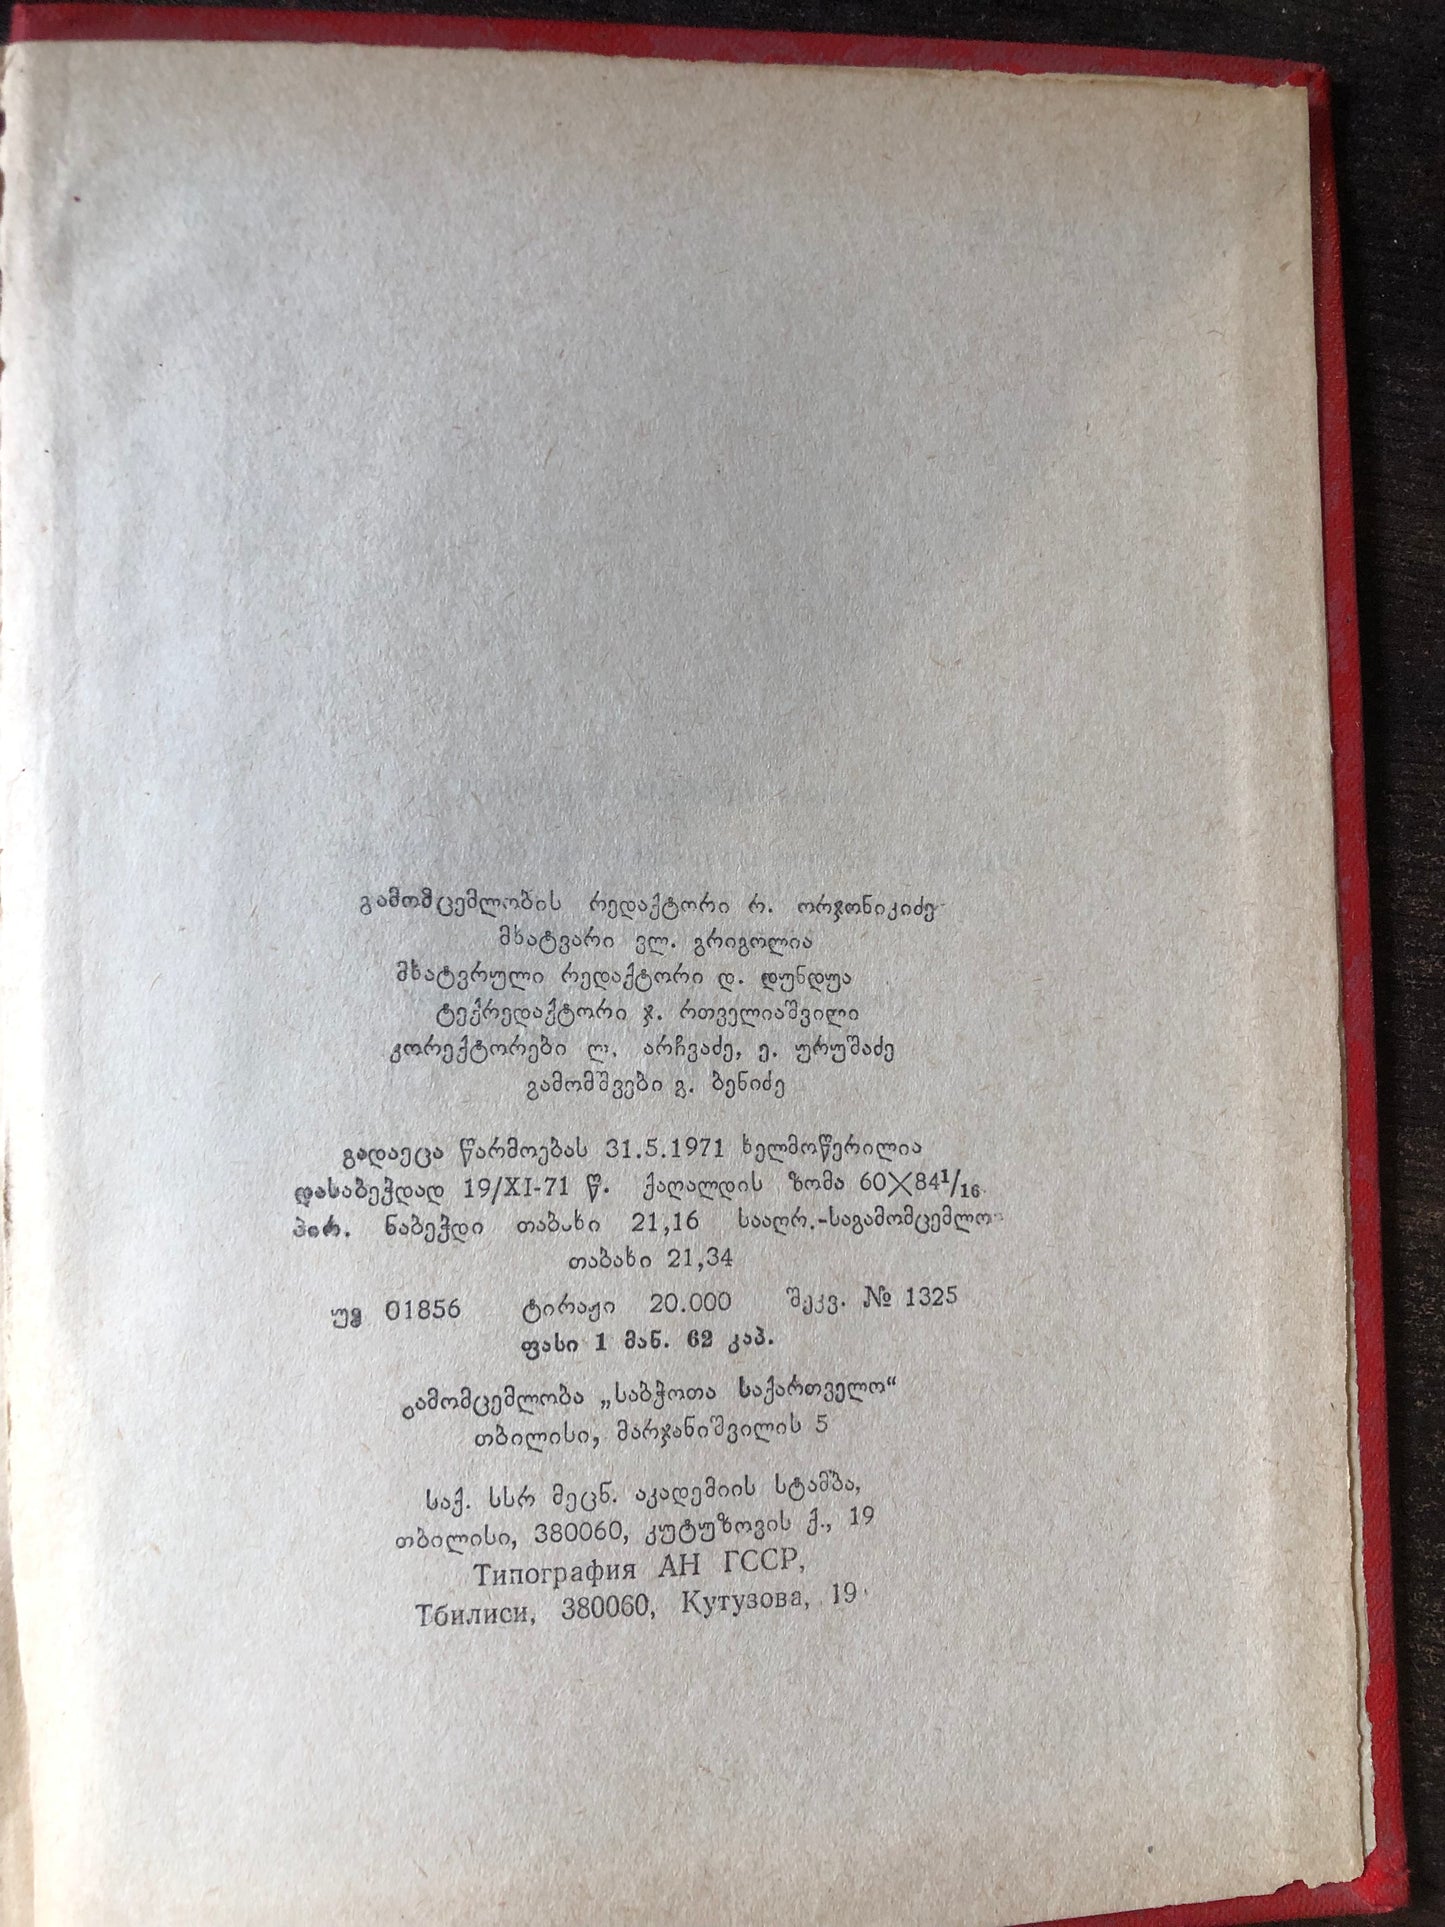 გამომცემლობის რედაქტორი რ. ორჯონიკიძე
მხატვარი ვლ. გრიგოლია
მხატვრული რედაქტორი დ. დუნდუა
ტექრედაქტორი ჯ. რთველიაშვილი
კორექტორები ლ. არჩვაძე, ე. ურუშაძე
გამომშვები გ. ბენიძე
გადაეცა წარმოებას 31.5.1971 ხელმოწერილია
დასაბეჭდად 19/XI-71 წ. ქაღალდის ზომა 60×84¹/₁₆
პირ. ნაბეჭდი თაბახი 21,16 სააღრ.-საგამომცემლო
თაბახი 21,34
უე 01856 ტირაჟი 20.000 შეკვ. № 1325
ფასი 1 მან. 62 კაპ.
გამომცემლობა „საბჭოთა საქართველო“
თბილისი, მარჯანიშვილის 5
საქ. სსრ მეცნ. აკადემიის სტამბა,
თბილისი, 380060, კუტუზოვის ქ., 19
Типография АН ГССР,
Тбилиси, 380060, Кутузова, 19